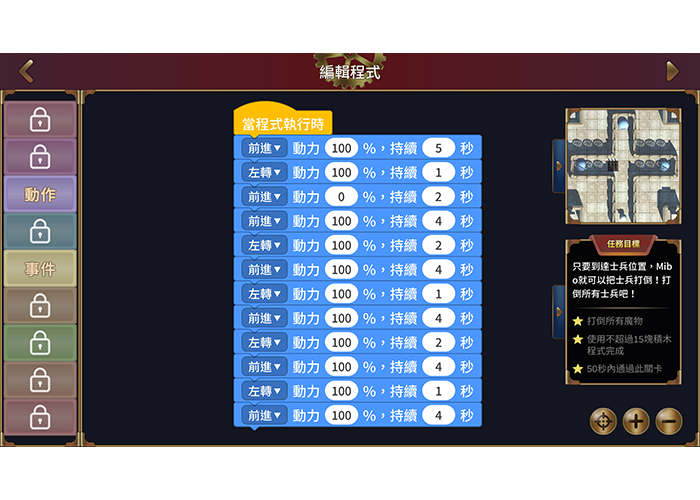 編輯程式
動作
事件
當程式執行時
前進▼ 動力 100 %，持續 5 秒
左轉▼ 動力 100 %，持續 1 秒
前進▼ 動力 0 %，持續 2 秒
前進▼ 動力 100 %，持續 4 秒
左轉▼ 動力 100 %，持續 2 秒
前進▼ 動力 100 %，持續 4 秒
左轉▼ 動力 100 %，持續 1 秒
前進▼ 動力 100 %，持續 4 秒
左轉▼ 動力 100 %，持續 2 秒
前進▼ 動力 100 %，持續 4 秒
左轉▼ 動力 100 %，持續 1 秒
前進▼ 動力 100 %，持續 4 秒
任務目標
只要到達士兵位置，Mib
o就可以把士兵打倒！打
倒所有士兵吧！
打倒所有魔物
使用不超過15塊積木
程式完成
50秒內通過此關卡